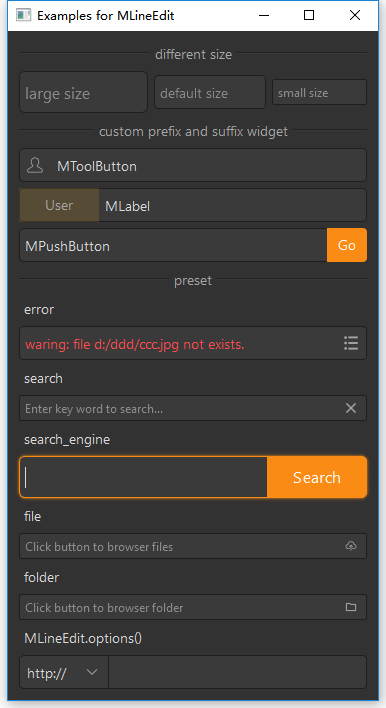 Examples for MLineEdit
different size
large size default size small size
custom prefix and suffix widget
MToolButton
User MLabel
MPushButton Go
preset
error
waring: file d:/ddd/ccc.jpg not exists.
search
Enter key word to search...
search_engine
Search
file
Click button to browser files
folder
Click button to browser folder
MLineEdit.options()
http://